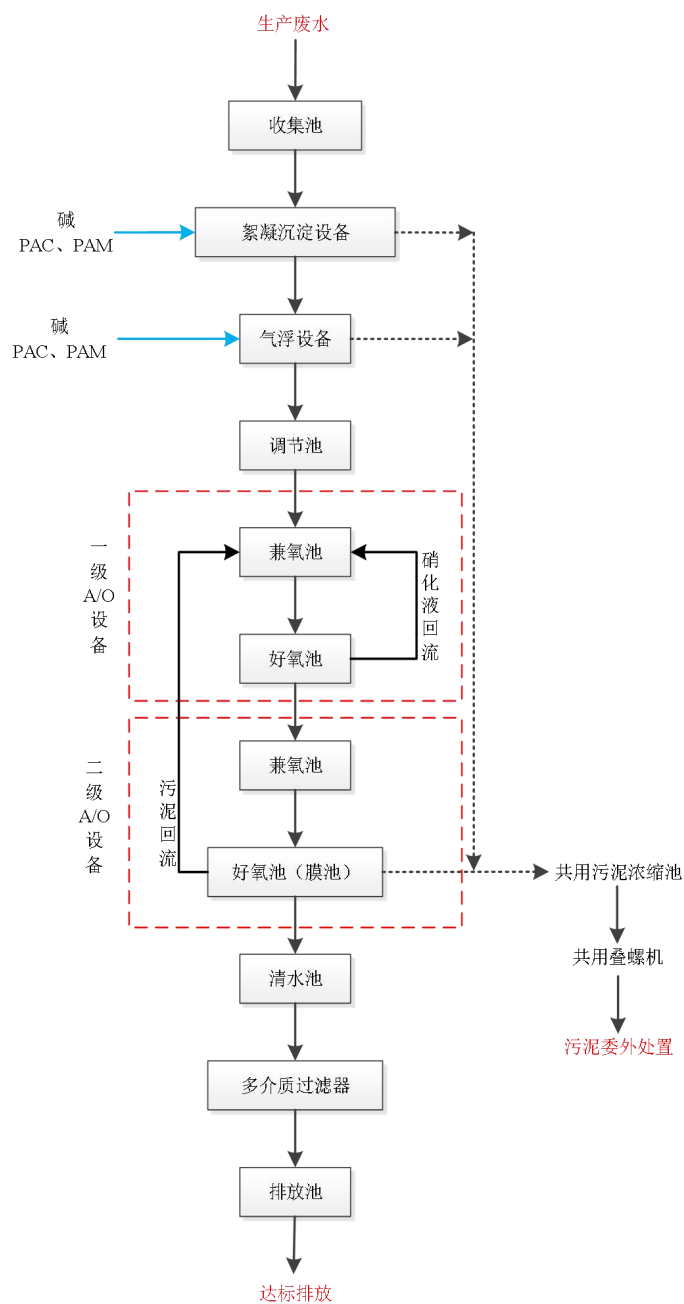 生产废水
收集池
碱
PAC、PAM
絮凝沉淀设备
碱
PAC、PAM
气浮设备
调节池
一级A/O设备
兼氧池
硝化液回流
好氧池
二级A/O设备
兼氧池
污泥回流
好氧池（膜池）
共用污泥浓缩池
清水池
共用叠螺机
污泥委外处置
多介质过滤器
排放池
达标排放